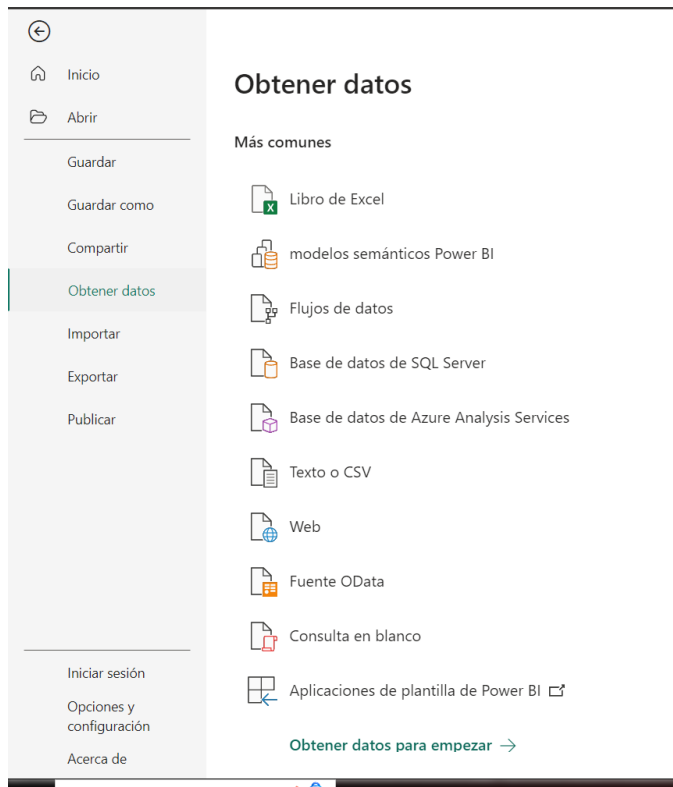 Inicio
Abrir
Guardar
Guardar como
Compartir
Obtener datos
Importar
Exportar
Publicar
Iniciar sesión
Opciones y
configuración
Acerca de
Obtener datos
Más comunes
Libro de Excel
modelos semánticos Power BI
Flujos de datos
Base de datos de SQL Server
Base de datos de Azure Analysis Services
Texto o CSV
Web
Fuente OData
Consulta en blanco
Aplicaciones de plantilla de Power BI
Obtener datos para empezar